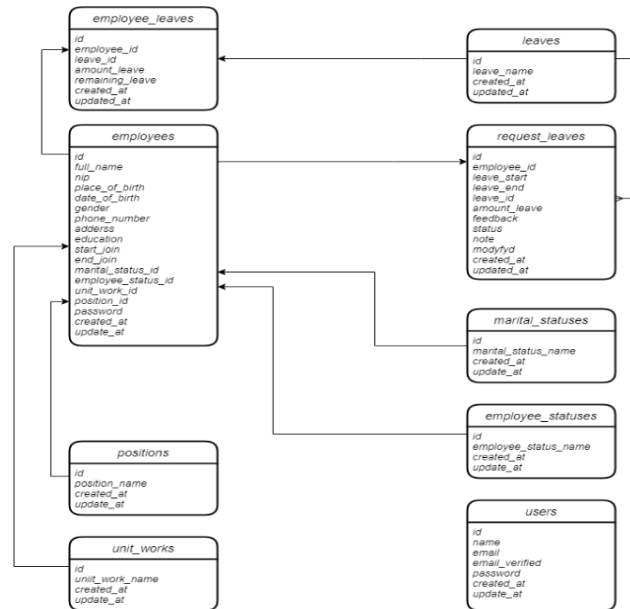 employee_leaves
id
employee_id
leave_id
amount_leave
remaining_leave
created_at
updated_at
leaves
id
leave_name
created_at
updated_at
employees
id
full_name
nip
place_of_birth
date_of_birth
gender
phone_number
adderss
education
start_join
end_join
marital_status_id
employee_status_id
unit_work_id
position_id
password
created_at
update_at
request_leaves
id
employee_id
leave_start
leave_end
leave_id
amount_leave
feedback
status
note
modyfyd
created_at
updated_at
marital_statuses
id
marital_status_name
created_at
update_at
employee_statuses
id
employee_status_name
created_at
update_at
positions
id
position_name
created_at
update_at
users
id
name
email
email_verified
password
created_at
update_at
unit_works
id
uniit_work_name
created_at
update_at